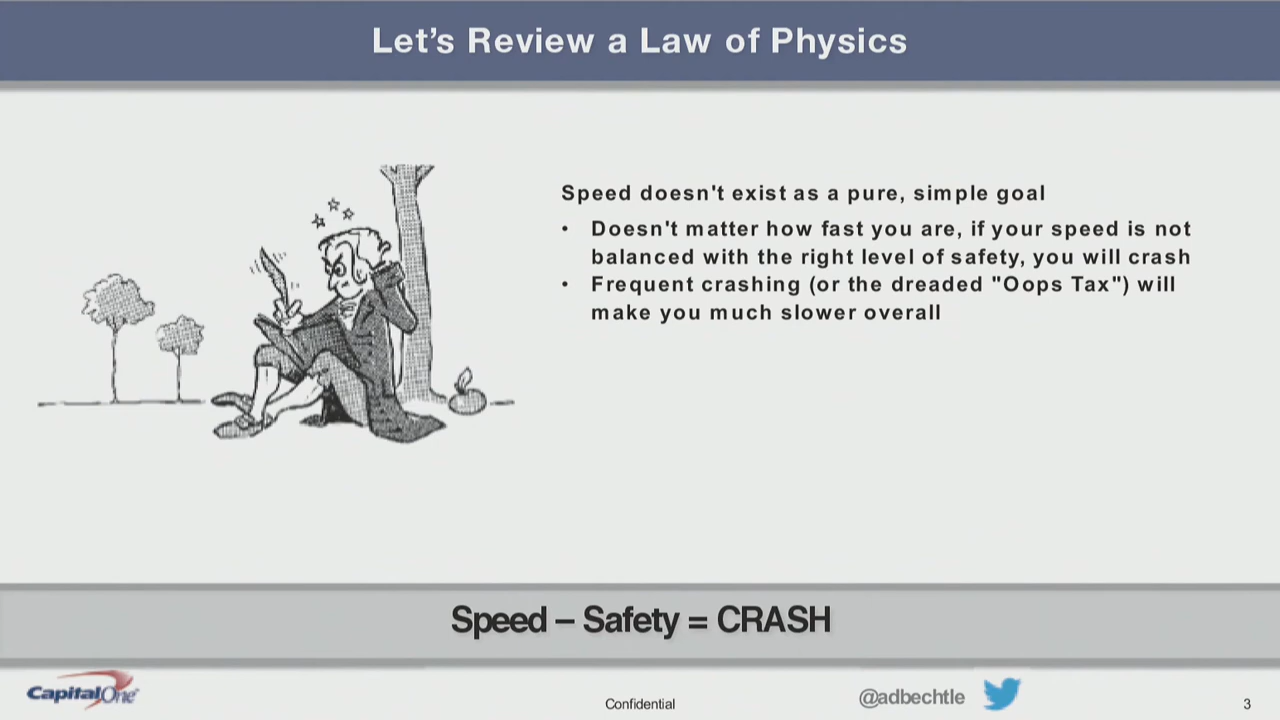 Let's Review a Law of Physics
Speed doesn't exist as a pure, simple goal
• Doesn't matter how fast you are, if your speed is not
balanced with the right level of safety, you will crash
• Frequent crashing (or the dreaded "Oops Tax") will
make you much slower overall
Speed – Safety = CRASH
CapitalOne
Confidential
@adbechtle
3